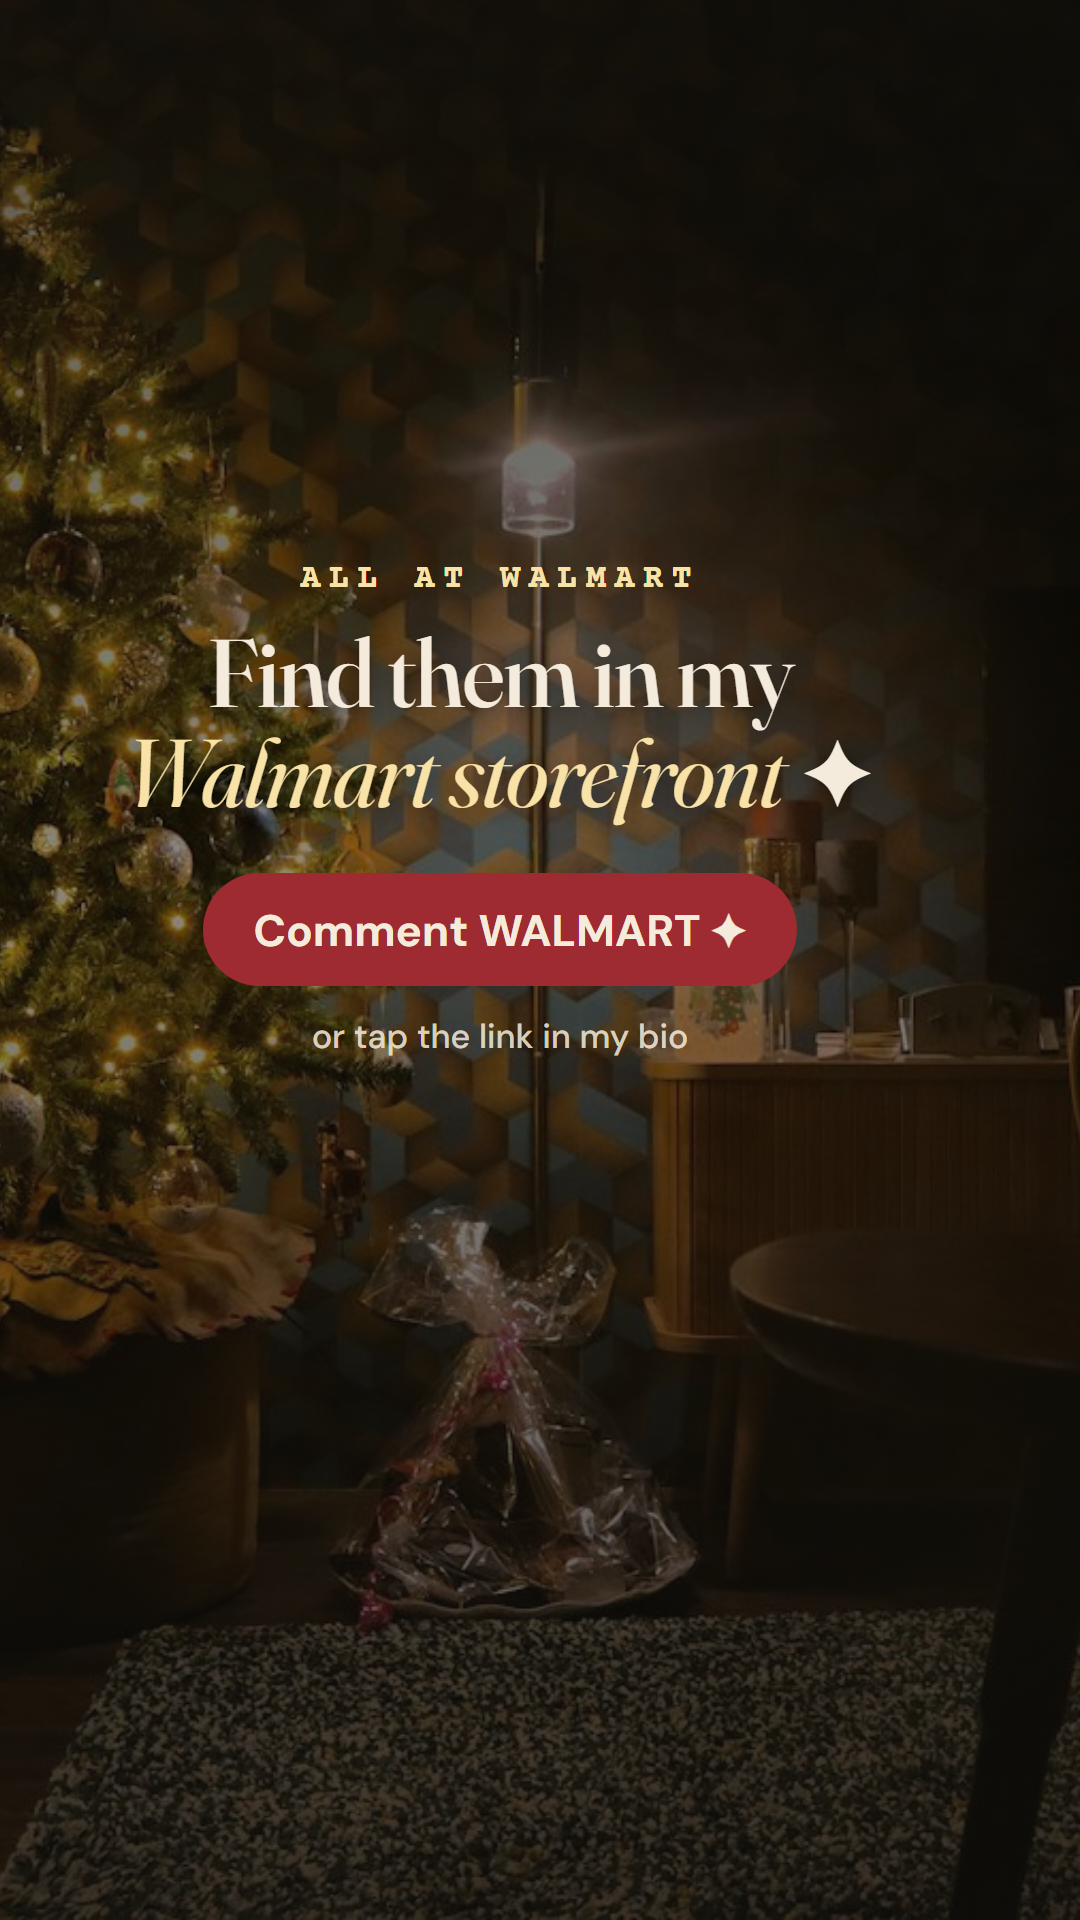 ALL AT WALMART
Find them in my
Walmart storefront ✦
Comment WALMART ✦
or tap the link in my bio